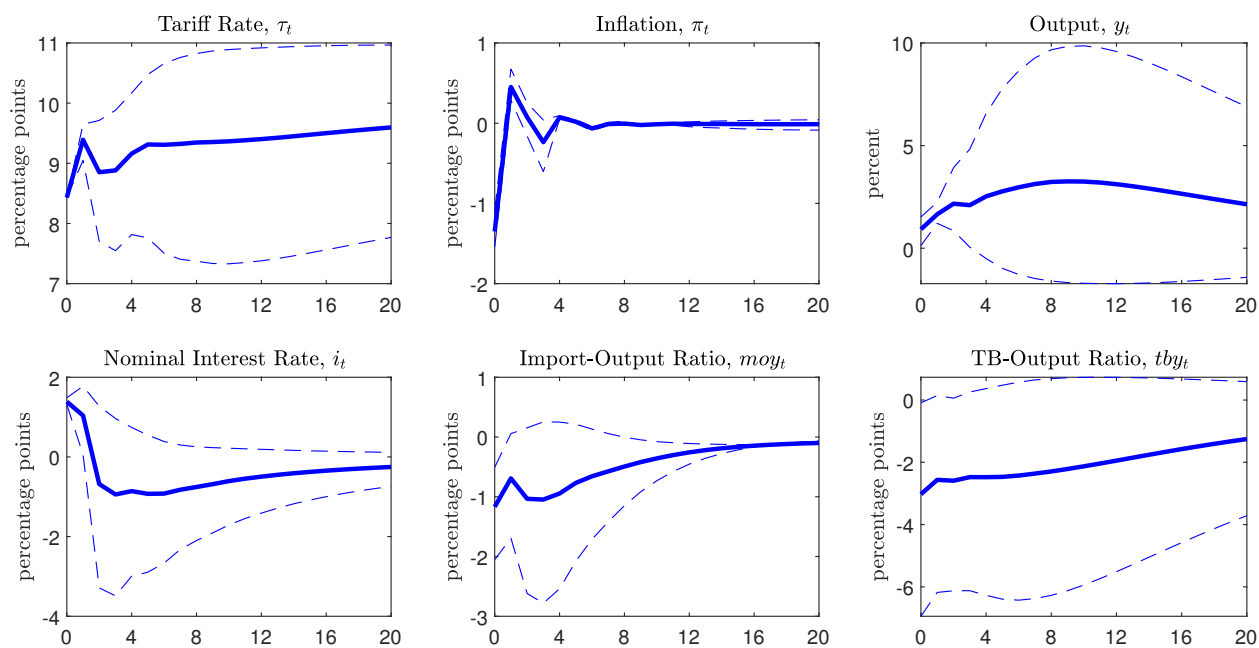 Tariff Rate, τt
percentage points
11
10
9
8
7
0 4 8 12 16 20
Inflation, πt
percentage points
1
0
-1
-2
0 4 8 12 16 20
Output, yt
percent
10
5
0
0 4 8 12 16 20
Nominal Interest Rate, it
percentage points
2
0
-2
-4
0 4 8 12 16 20
Import-Output Ratio, moyt
percentage points
1
0
-1
-2
-3
0 4 8 12 16 20
TB-Output Ratio, tbyt
percentage points
0
-2
-4
-6
0 4 8 12 16 20